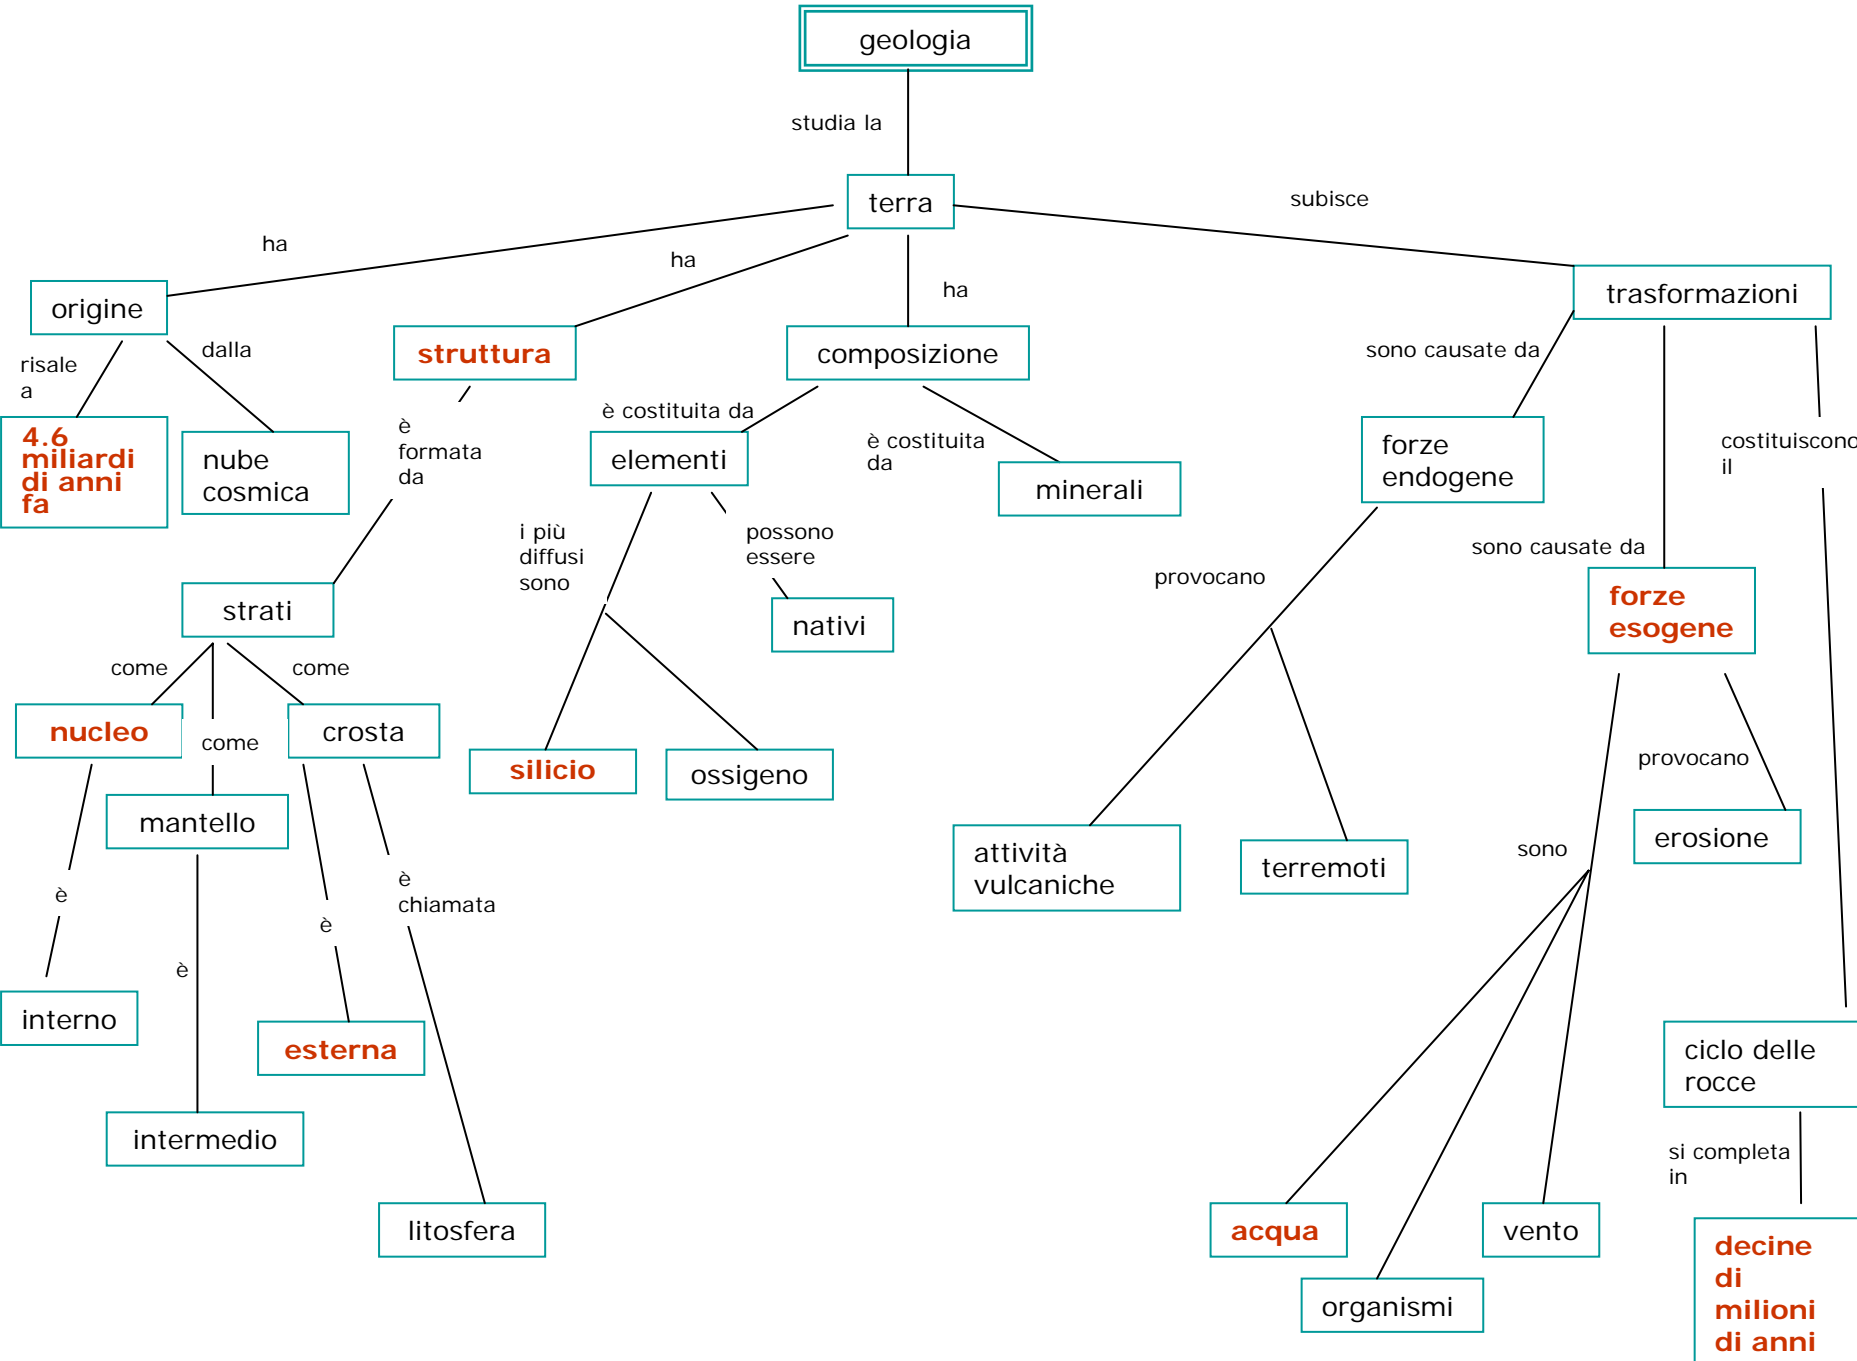 geologia
studia la
terra
subisce
ha
ha
ha
origine
trasformazioni
struttura
composizione
risale
a
dalla
sono causate da
4.6
miliardi
di anni
fa
nube
cosmica
è
formata
da
è costituita da
elementi
è costituita
da
minerali
forze
endogene
costituiscono
il
i più
diffusi
sono
possono
essere
nativi
provocano
sono causate da
forze
esogene
strati
come
come
nucleo
come
crosta
mantello
silicio
ossigeno
provocano
erosione
attività
vulcaniche
terremoti
sono
è
è
è
è
chiamata
interno
esterna
intermedio
litosfera
ciclo delle
rocce
si completa
in
acqua
vento
organismi
decine
di
milioni
di anni